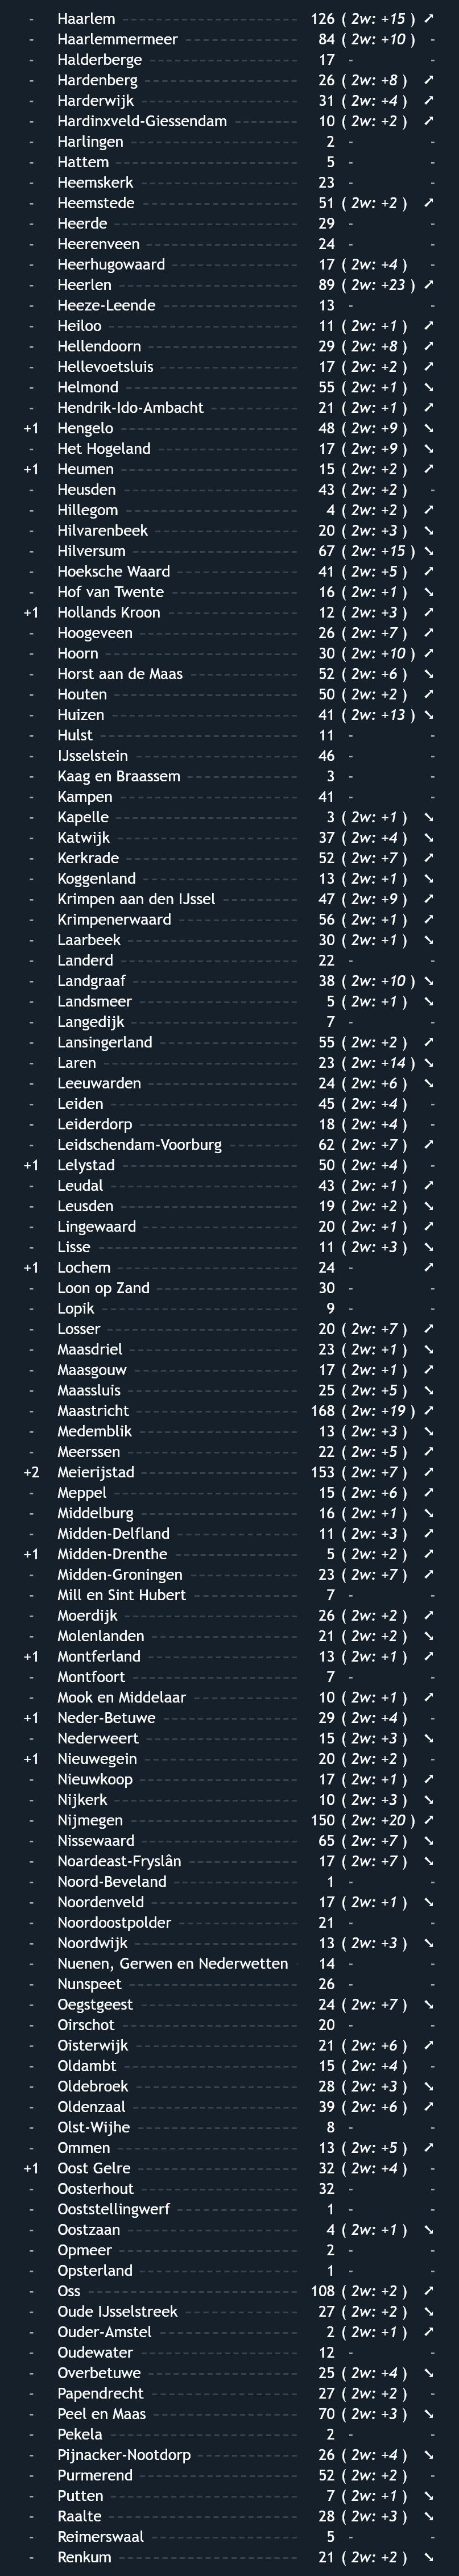 - Haarlem 126 ( 2w: +15 ) ➚
- Haarlemmermeer 84 ( 2w: +10 ) -
- Halderberge 17 - -
- Hardenberg 26 ( 2w: +8 ) ➚
- Harderwijk 31 ( 2w: +4 ) ➚
- Hardinxveld-Giessendam 10 ( 2w: +2 ) ➚
- Harlingen 2 - -
- Hattem 5 - -
- Heemskerk 23 - -
- Heemstede 51 ( 2w: +2 ) ➚
- Heerde 29 - -
- Heerenveen 24 - -
- Heerhugowaard 17 ( 2w: +4 ) -
- Heerlen 89 ( 2w: +23 ) ➚
- Heeze-Leende 13 - -
- Heiloo 11 ( 2w: +1 ) ➚
- Hellendoorn 29 ( 2w: +8 ) ➚
- Hellevoetsluis 17 ( 2w: +2 ) ➚
- Helmond 55 ( 2w: +1 ) ➘
- Hendrik-Ido-Ambacht 21 ( 2w: +1 ) ➚
+1 Hengelo 48 ( 2w: +9 ) ➘
- Het Hogeland 17 ( 2w: +9 ) ➘
+1 Heumen 15 ( 2w: +2 ) ➚
- Heusden 43 ( 2w: +2 ) -
- Hillegom 4 ( 2w: +2 ) ➚
- Hilvarenbeek 20 ( 2w: +3 ) ➘
- Hilversum 67 ( 2w: +15 ) ➘
- Hoeksche Waard 41 ( 2w: +5 ) ➚
- Hof van Twente 16 ( 2w: +1 ) ➘
+1 Hollands Kroon 12 ( 2w: +3 ) ➚
- Hoogeveen 26 ( 2w: +7 ) ➚
- Hoorn 30 ( 2w: +10 ) ➚
- Horst aan de Maas 52 ( 2w: +6 ) ➘
- Houten 50 ( 2w: +2 ) ➚
- Huizen 41 ( 2w: +13 ) ➘
- Hulst 11 - -
- IJsselstein 46 - -
- Kaag en Braassem 3 - -
- Kampen 41 - -
- Kapelle 3 ( 2w: +1 ) ➘
- Katwijk 37 ( 2w: +4 ) ➘
- Kerkrade 52 ( 2w: +7 ) ➚
- Koggenland 13 ( 2w: +1 ) ➘
- Krimpen aan den IJssel 47 ( 2w: +9 ) ➚
- Krimpenerwaard 56 ( 2w: +1 ) ➚
- Laarbeek 30 ( 2w: +1 ) ➘
- Landerd 22 - -
- Landgraaf 38 ( 2w: +10 ) ➘
- Landsmeer 5 ( 2w: +1 ) ➘
- Langedijk 7 - -
- Lansingerland 55 ( 2w: +2 ) ➚
- Laren 23 ( 2w: +14 ) ➘
- Leeuwarden 24 ( 2w: +6 ) ➘
- Leiden 45 ( 2w: +4 ) -
- Leiderdorp 18 ( 2w: +4 ) -
- Leidschendam-Voorburg 62 ( 2w: +7 ) ➚
+1 Lelystad 50 ( 2w: +4 ) -
- Leudal 43 ( 2w: +1 ) ➚
- Leusden 19 ( 2w: +2 ) ➘
- Lingewaard 20 ( 2w: +1 ) ➚
- Lisse 11 ( 2w: +3 ) ➘
+1 Lochem 24 - ➚
- Loon op Zand 30 - -
- Lopik 9 - -
- Losser 20 ( 2w: +7 ) ➚
- Maasdriel 23 ( 2w: +1 ) ➘
- Maasgouw 17 ( 2w: +1 ) ➚
- Maassluis 25 ( 2w: +5 ) ➘
- Maastricht 168 ( 2w: +19 ) ➚
- Medemblik 13 ( 2w: +3 ) ➘
- Meerssen 22 ( 2w: +5 ) ➚
+2 Meierijstad 153 ( 2w: +7 ) ➚
- Meppel 15 ( 2w: +6 ) ➚
- Middelburg 16 ( 2w: +1 ) ➘
- Midden-Delfland 11 ( 2w: +3 ) ➚
+1 Midden-Drenthe 5 ( 2w: +2 ) ➚
- Midden-Groningen 23 ( 2w: +7 ) ➚
- Mill en Sint Hubert 7 - -
- Moerdijk 26 ( 2w: +2 ) ➚
- Molenlanden 21 ( 2w: +2 ) ➘
+1 Montferland 13 ( 2w: +1 ) ➚
- Montfoort 7 - -
- Mook en Middelaar 10 ( 2w: +1 ) ➚
+1 Neder-Betuwe 29 ( 2w: +4 ) -
- Nederweert 15 ( 2w: +3 ) ➘
+1 Nieuwegein 20 ( 2w: +2 ) -
- Nieuwkoop 17 ( 2w: +1 ) ➚
- Nijkerk 10 ( 2w: +3 ) ➘
- Nijmegen 150 ( 2w: +20 ) ➚
- Nissewaard 65 ( 2w: +7 ) ➘
- Noardeast-Fryslân 17 ( 2w: +7 ) ➘
- Noord-Beveland 1 - -
- Noordenveld 17 ( 2w: +1 ) ➘
- Noordoostpolder 21 - -
- Noordwijk 13 ( 2w: +3 ) ➘
- Nuenen, Gerwen en Nederwetten 14 - -
- Nunspeet 26 - -
- Oegstgeest 24 ( 2w: +7 ) ➘
- Oirschot 20 - -
- Oisterwijk 21 ( 2w: +6 ) ➚
- Oldambt 15 ( 2w: +4 ) -
- Oldebroek 28 ( 2w: +3 ) ➘
- Oldenzaal 39 ( 2w: +6 ) ➚
- Olst-Wijhe 8 - -
- Ommen 13 ( 2w: +5 ) ➚
+1 Oost Gelre 32 ( 2w: +4 ) -
- Oosterhout 32 - -
- Ooststellingwerf 1 - -
- Oostzaan 4 ( 2w: +1 ) ➘
- Opmeer 2 - -
- Opsterland 1 - -
- Oss 108 ( 2w: +2 ) ➚
- Oude IJsselstreek 27 ( 2w: +2 ) ➘
- Ouder-Amstel 2 ( 2w: +1 ) ➚
- Oudewater 12 - -
- Overbetuwe 25 ( 2w: +4 ) ➘
- Papendrecht 27 ( 2w: +2 ) -
- Peel en Maas 70 ( 2w: +3 ) ➘
- Pekela 2 - -
- Pijnacker-Nootdorp 26 ( 2w: +4 ) ➘
- Purmerend 52 ( 2w: +2 ) -
- Putten 7 ( 2w: +1 ) ➘
- Raalte 28 ( 2w: +3 ) ➘
- Reimerswaal 5 - -
- Renkum 21 ( 2w: +2 ) ➘